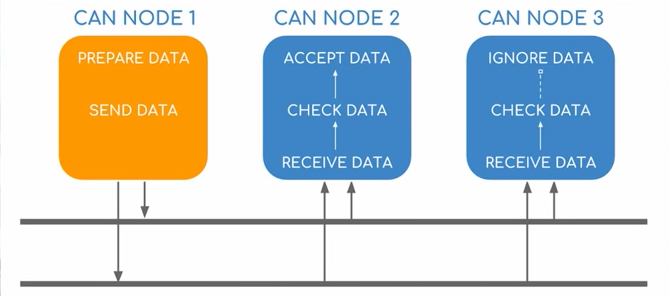 CAN NODE 1
PREPARE DATA
SEND DATA
CAN NODE 2
ACCEPT DATA
CHECK DATA
RECEIVE DATA
CAN NODE 3
IGNORE DATA
CHECK DATA
RECEIVE DATA